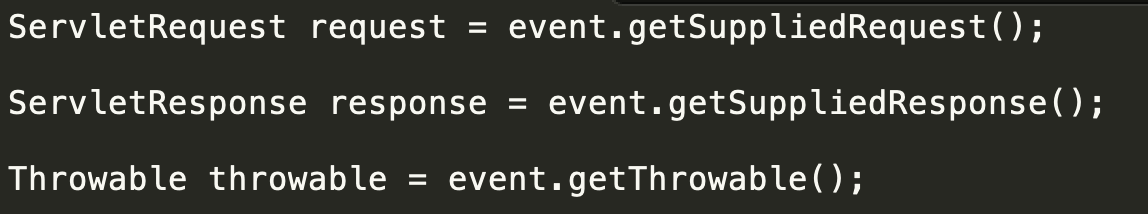 ServletRequest request = event.getSuppliedRequest();
ServletResponse response = event.getSuppliedResponse();
Throwable throwable = event.getThrowable();